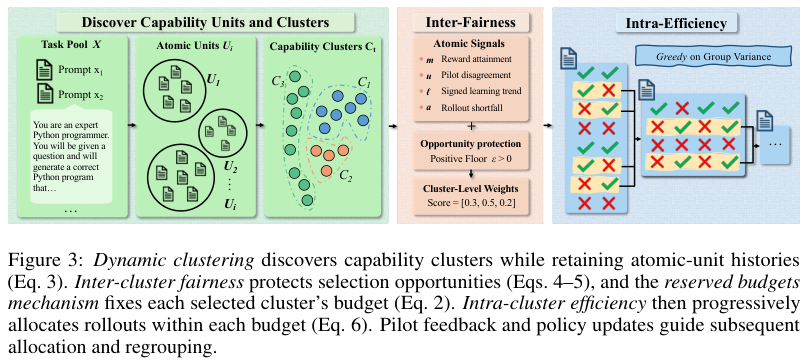 Discover Capability Units and Clusters
Task Pool X
Prompt x₁
Prompt x₂
You are an expert
Python programmer.
You will be given a
question and will
generate a correct
Python program
that…
…
Atomic Units Uᵢ
U₁
U₂
⋮
Uᵢ
Capability Clusters Cₜ
C₃
C₁
C₂
Inter-Fairness
Atomic Signals
m Reward attainment
u Pilot disagreement
ℓ Signed learning trend
a Rollout shortfall
+
Opportunity protection
Positive Floor ε > 0
Cluster-Level Weights
Score = [0.3, 0.5, 0.2]
Intra-Efficiency
Greedy on Group Variance
…
Figure 3: Dynamic clustering discovers capability clusters while retaining atomic-unit histories
(Eq. 3). Inter-cluster fairness protects selection opportunities (Eqs. 4–5), and the reserved budgets
mechanism fixes each selected cluster's budget (Eq. 2). Intra-cluster efficiency then progressively
allocates rollouts within each budget (Eq. 6). Pilot feedback and policy updates guide subsequent
allocation and regrouping.